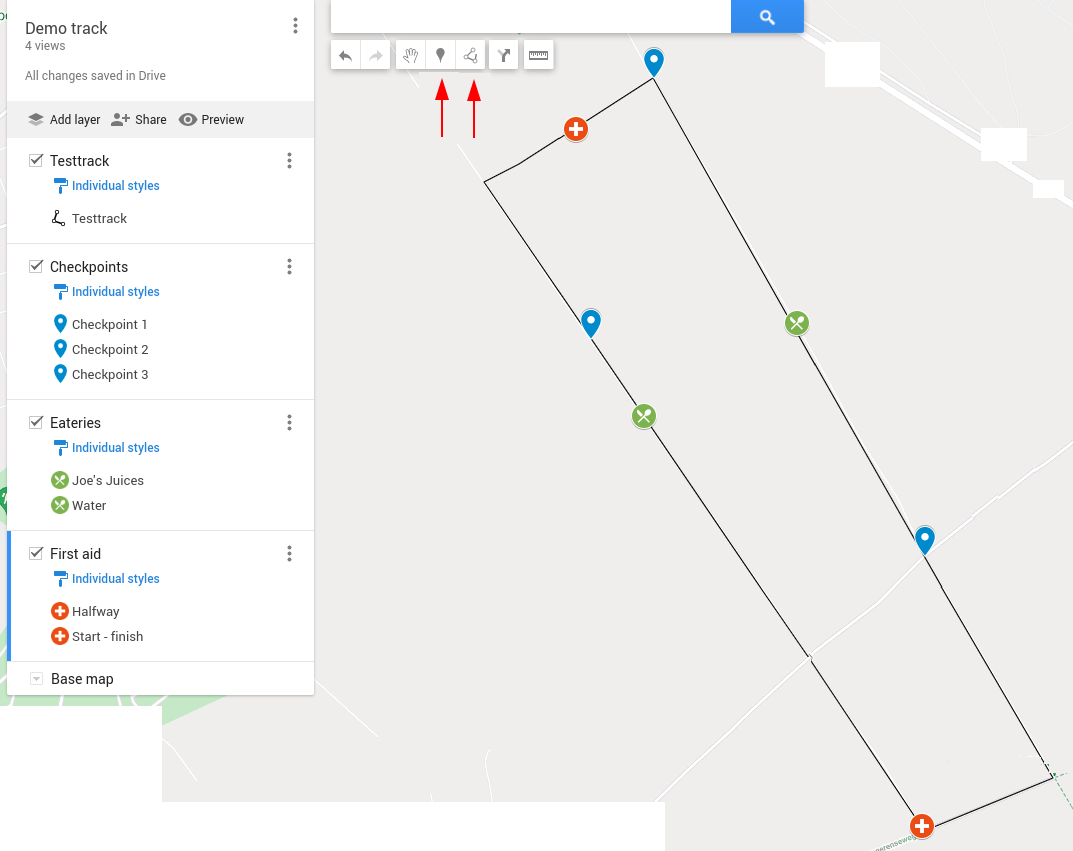 Demo track
4 views
All changes saved in Drive
Add layer Share Preview
Testtrack
Individual styles
Testtrack
Checkpoints
Individual styles
Checkpoint 1
Checkpoint 2
Checkpoint 3
Eateries
Individual styles
Joe's Juices
Water
First aid
Individual styles
Halfway
Start - finish
Base map